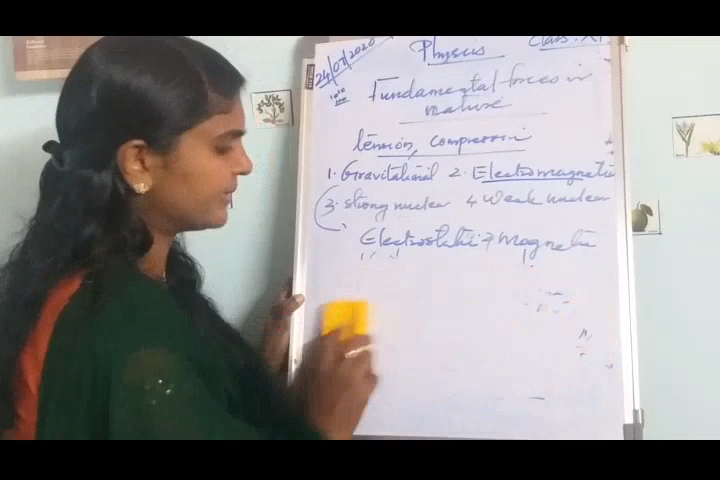 24/07/2020
Physics Class: XI
Fundamental forces in
nature
tension, compression
1. Gravitational 2. Electromagnetic
3. strong nuclear 4 Weak nuclear
Electrostatic & magnetic